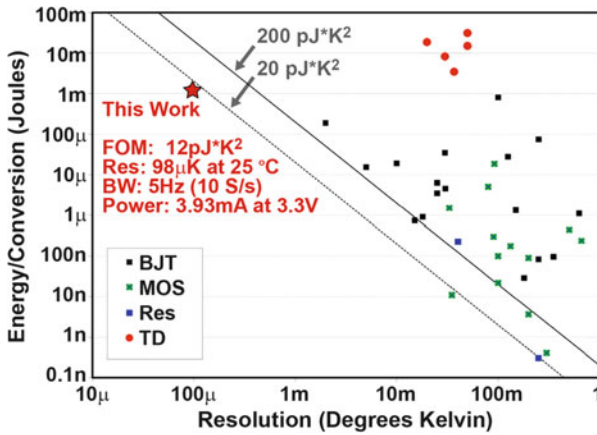 100m
10m
1m
100μ
10μ
1μ
100n
10n
1n
0.1n
Energy/Conversion (Joules)
200 pJ*K²
20 pJ*K²
This Work
FOM: 12pJ*K²
Res: 98μK at 25 °C
BW: 5Hz (10 S/s)
Power: 3.93mA at 3.3V
BJT
MOS
Res
TD
10μ 100μ 1m 10m 100m 1
Resolution (Degrees Kelvin)